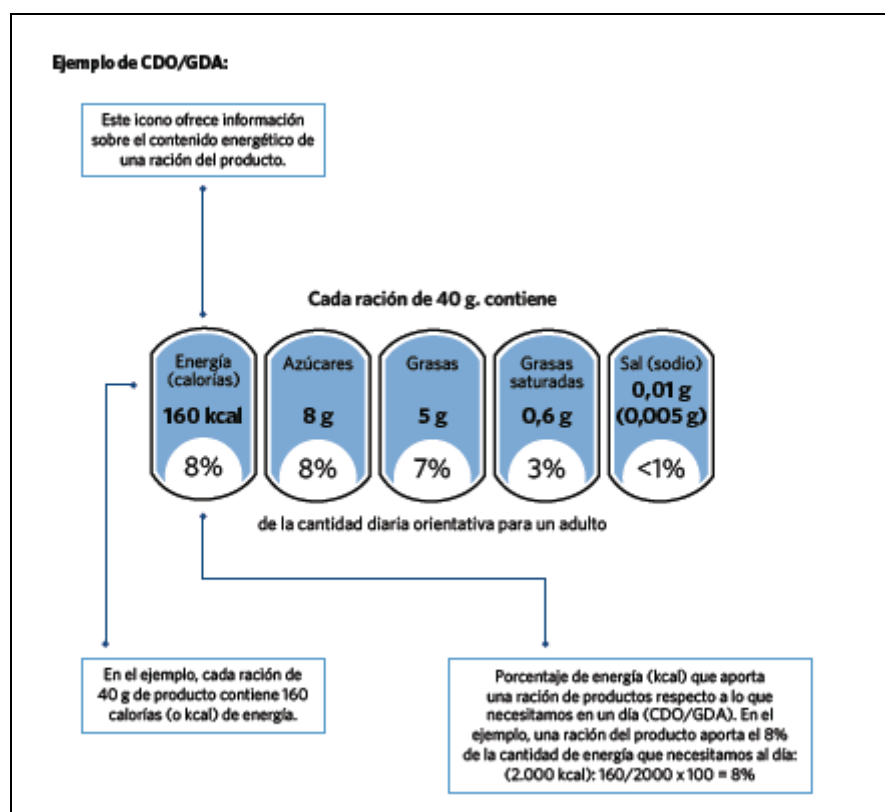 Ejemplo de CDO/GDA:
Este icono ofrece información
sobre el contenido energético de
una ración del producto.
Cada ración de 40 g. contiene
Energía
(calorías)
160 kcal
8%
Azúcares
8 g
8%
Grasas
5 g
7%
Grasas
saturadas
0,6 g
3%
Sal (sodio)
0,01 g
(0,005 g)
<1%
de la cantidad diaria orientativa para un adulto
En el ejemplo, cada ración de
40 g de producto contiene 160
calorías (o kcal) de energía.
Porcentaje de energía (kcal) que aporta
una ración de productos respecto a lo que
necesitamos en un día (CDO/GDA). En el
ejemplo, una ración del producto aporta el 8%
de la cantidad de energía que necesitamos al día:
(2.000 kcal): 160/2000 x 100 = 8%